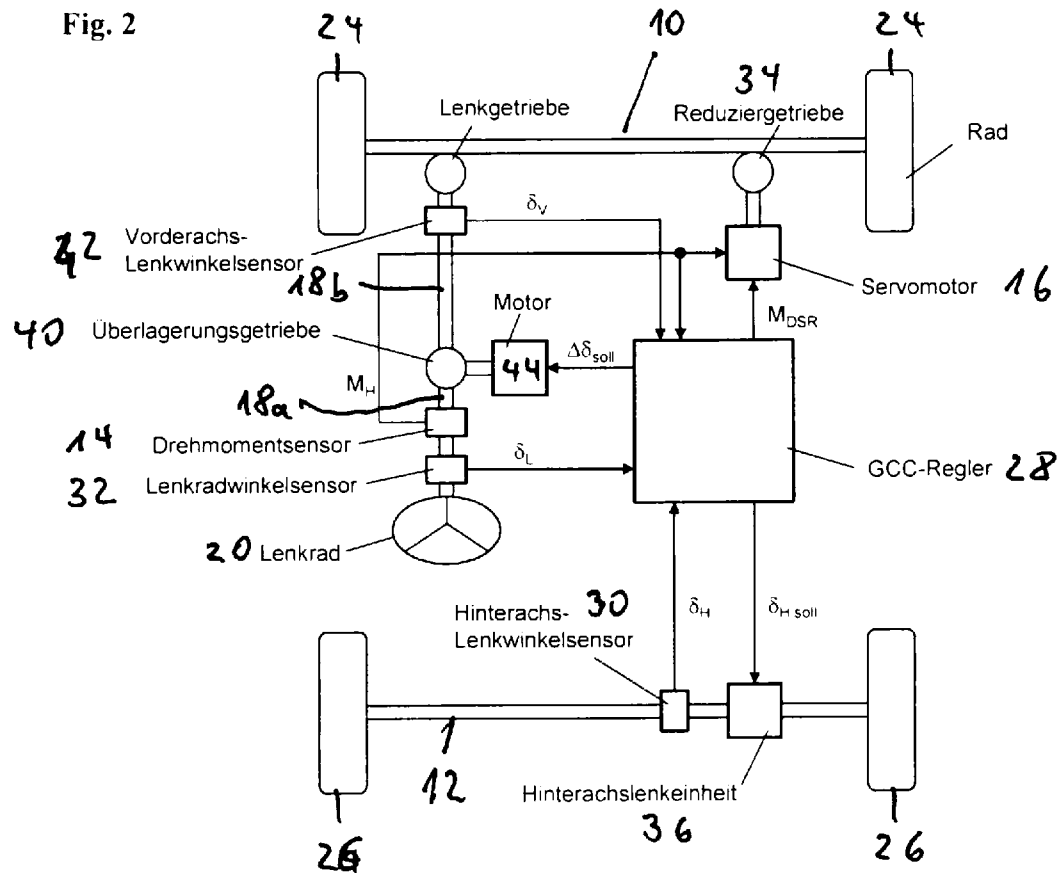 Fig. 2
24
10
24
Lenkgetriebe
34
Reduziergetriebe
Rad
δV
42 Vorderachs-
Lenkwinkelsensor
18b
Servomotor 16
MDSR
40 Überlagerungsgetriebe
Motor
44
Δδsoll
MH
18a
14
Drehmomentsensor
32 Lenkradwinkelsensor
δL
GCC-Regler 28
20 Lenkrad
Hinterachs- 30
Lenkwinkelsensor
δH
δH soll
12
Hinterachslenkeinheit
36
26
26